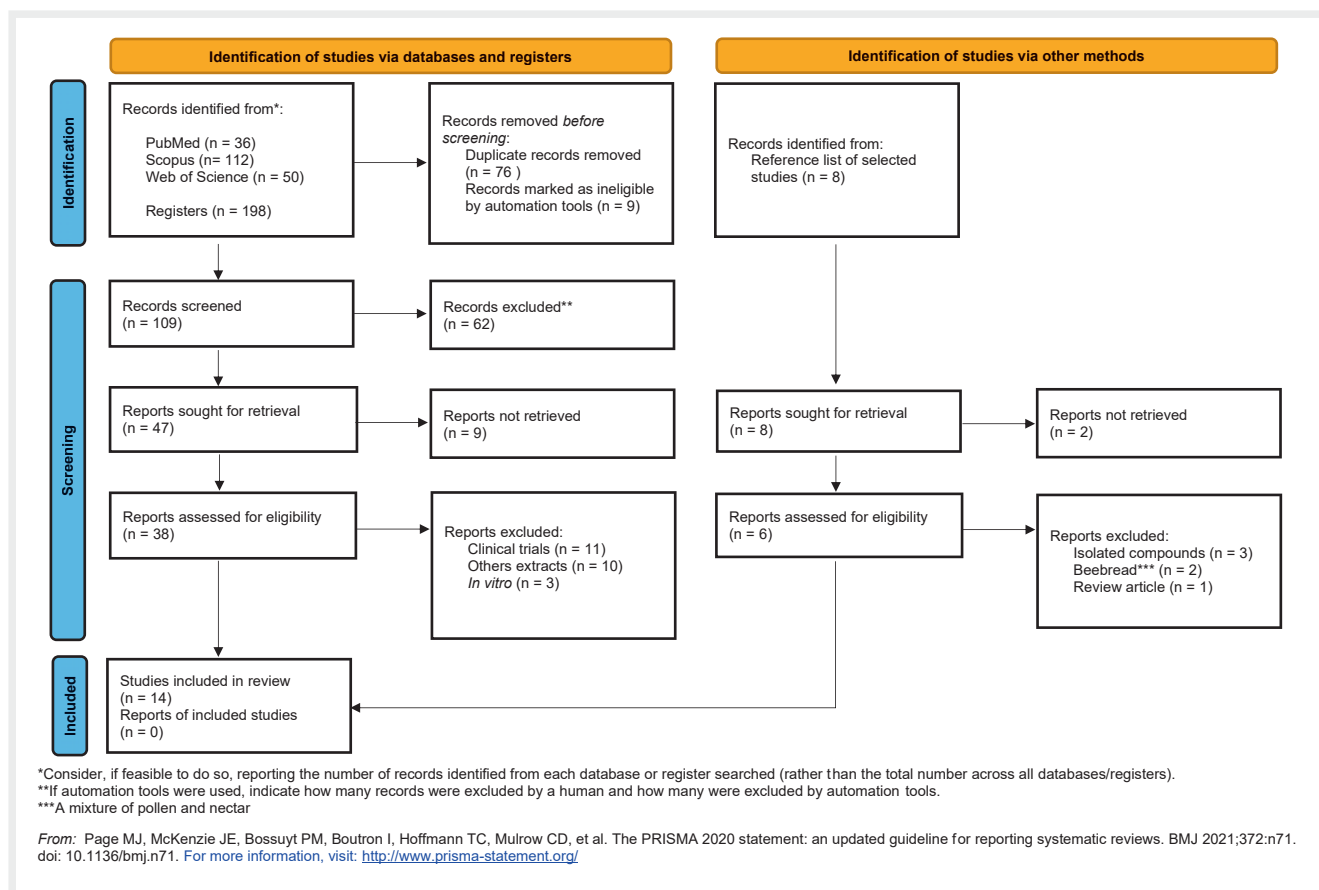 Identification of studies via databases and registers
Identification of studies via other methods
Identification
Records identified from*:
PubMed (n = 36)
Scopus (n= 112)
Web of Science (n = 50)
Registers (n = 198)
Records removed before
screening:
Duplicate records removed
(n = 76 )
Records marked as ineligible
by automation tools (n = 9)
Records identified from:
Reference list of selected
studies (n = 8)
Screening
Records screened
(n = 109)
Records excluded**
(n = 62)
Reports sought for retrieval
(n = 47)
Reports not retrieved
(n = 9)
Reports sought for retrieval
(n = 8)
Reports not retrieved
(n = 2)
Reports assessed for eligibility
(n = 38)
Reports excluded:
Clinical trials (n = 11)
Others extracts (n = 10)
In vitro (n = 3)
Reports assessed for eligibility
(n = 6)
Reports excluded:
Isolated compounds (n = 3)
Beebread*** (n = 2)
Review article (n = 1)
Included
Studies included in review
(n = 14)
Reports of included studies
(n = 0)
*Consider, if feasible to do so, reporting the number of records identified from each database or register searched (rather than the total number across all databases/registers).
**If automation tools were used, indicate how many records were excluded by a human and how many were excluded by automation tools.
***A mixture of pollen and nectar
From: Page MJ, McKenzie JE, Bossuyt PM, Boutron I, Hoffmann TC, Mulrow CD, et al. The PRISMA 2020 statement: an updated guideline for reporting systematic reviews. BMJ 2021;372:n71.
doi: 10.1136/bmj.n71. For more information, visit: http://www.prisma-statement.org/